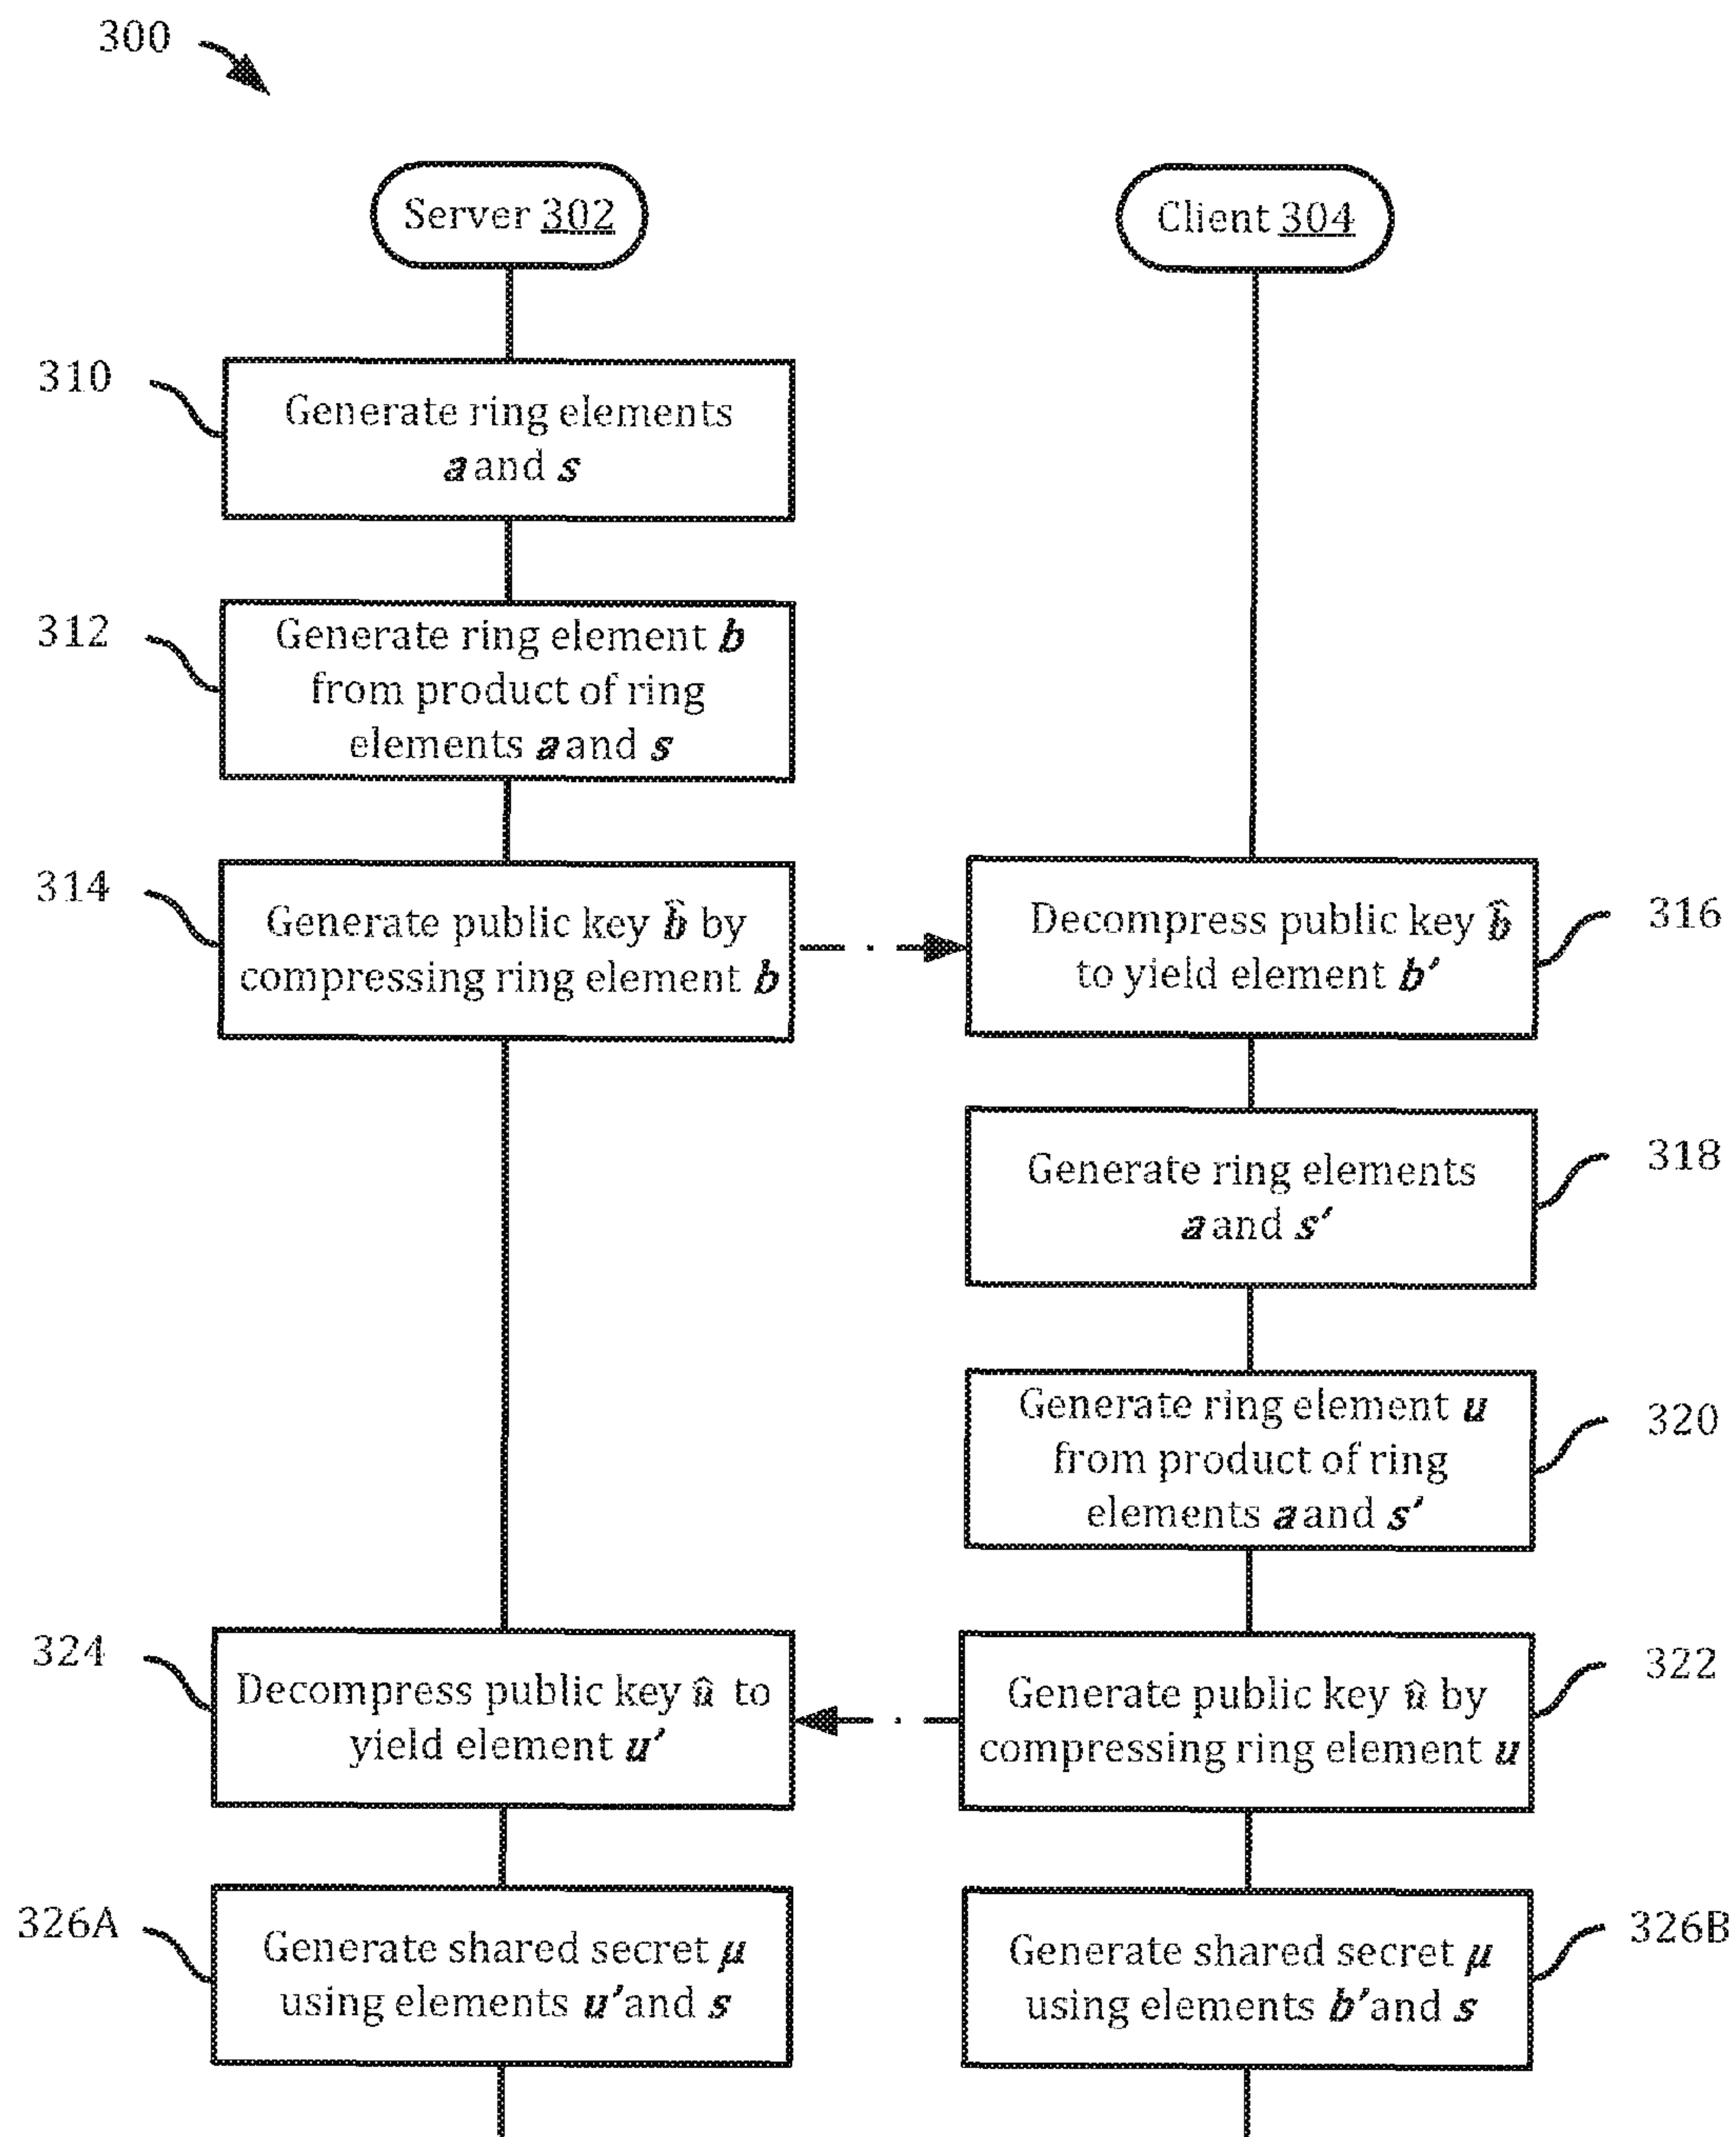 300
Server 302
Client 304
310
Generate ring elements
a and s
312
Generate ring element b
from product of ring
elements a and s
314
Generate public key b̂ by
compressing ring element b
Decompress public key b̂
to yield element b′
316
Generate ring elements
a and s′
318
Generate ring element u
from product of ring
elements a and s′
320
324
Decompress public key û to
yield element u′
Generate public key û by
compressing ring element u
322
326A
Generate shared secret μ
using elements u′ and s
Generate shared secret μ
using elements b′ and s
326B